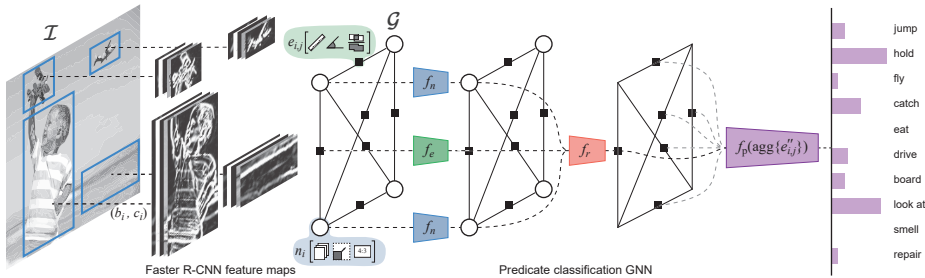 𝓘
(b_i, c_i)
Faster R-CNN feature maps
𝒢
e_{i,j}
n_i
4:3
f_n
f_e
f_n
f_r
Predicate classification GNN
f_p(agg{e''_{i,j}})
jump
hold
fly
catch
eat
drive
board
look at
smell
repair